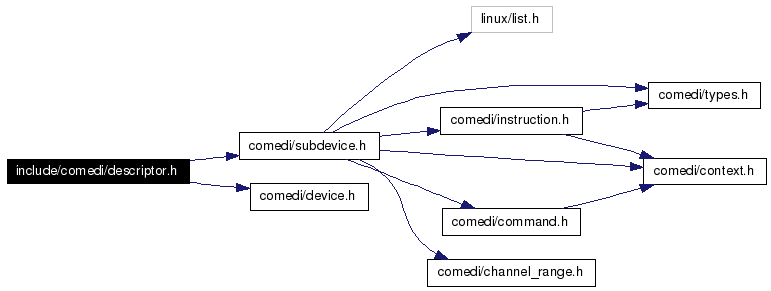 linux/list.h
comedi/types.h
comedi/instruction.h
comedi/subdevice.h
include/comedi/descriptor.h
comedi/context.h
comedi/device.h
comedi/command.h
comedi/channel_range.h